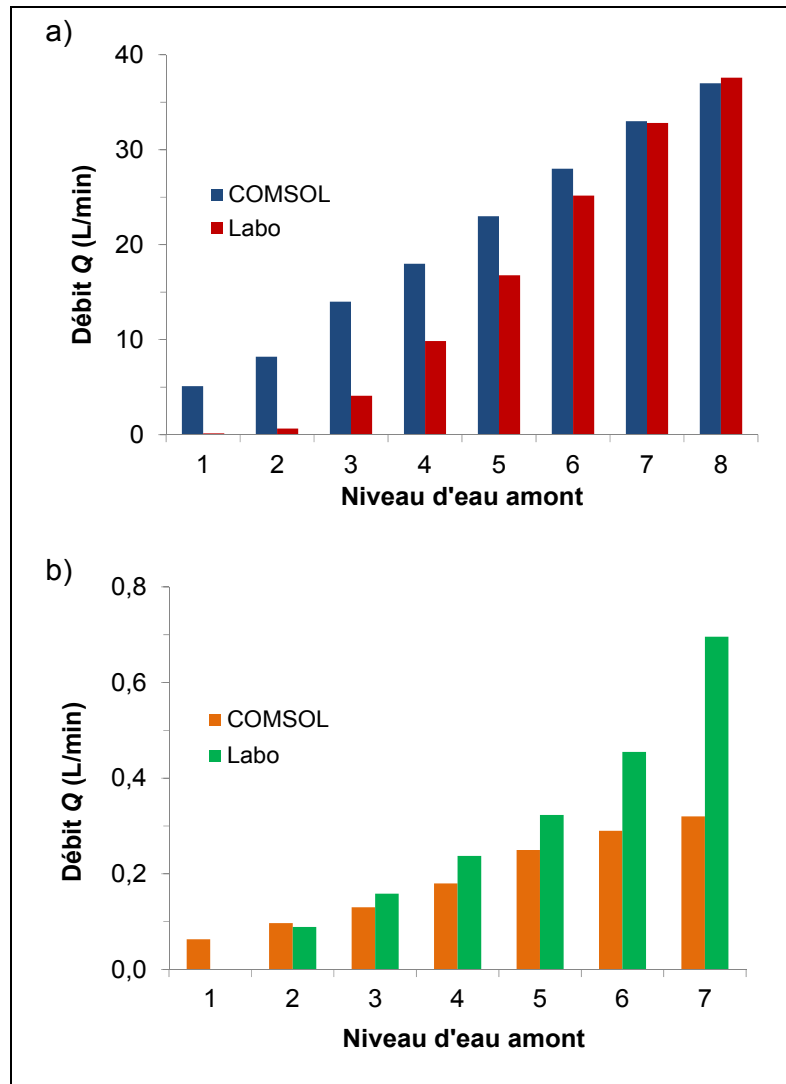 a)
40
30
20
10
0
Débit Q (L/min)
COMSOL
Labo
1 2 3 4 5 6 7 8
Niveau d'eau amont
b)
0,8
0,6
0,4
0,2
0,0
Débit Q (L/min)
COMSOL
Labo
1 2 3 4 5 6 7
Niveau d'eau amont